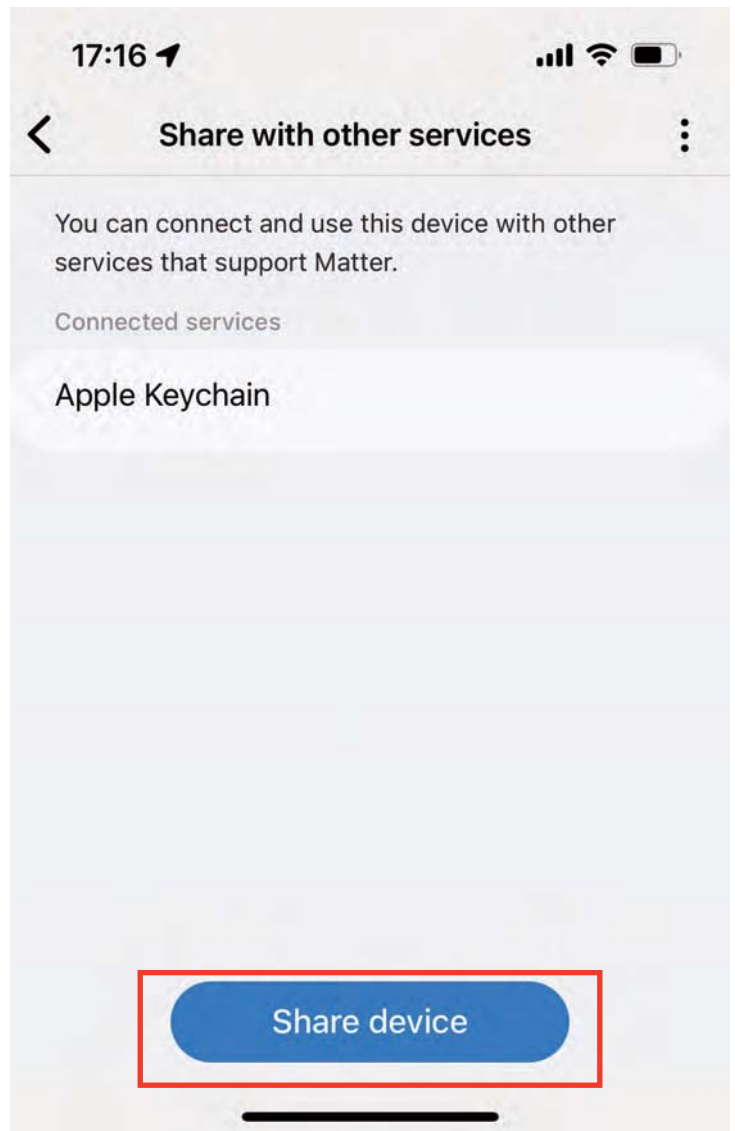 17:16
Share with other services
You can connect and use this device with other
services that support Matter.
Connected services
Apple Keychain
Share device